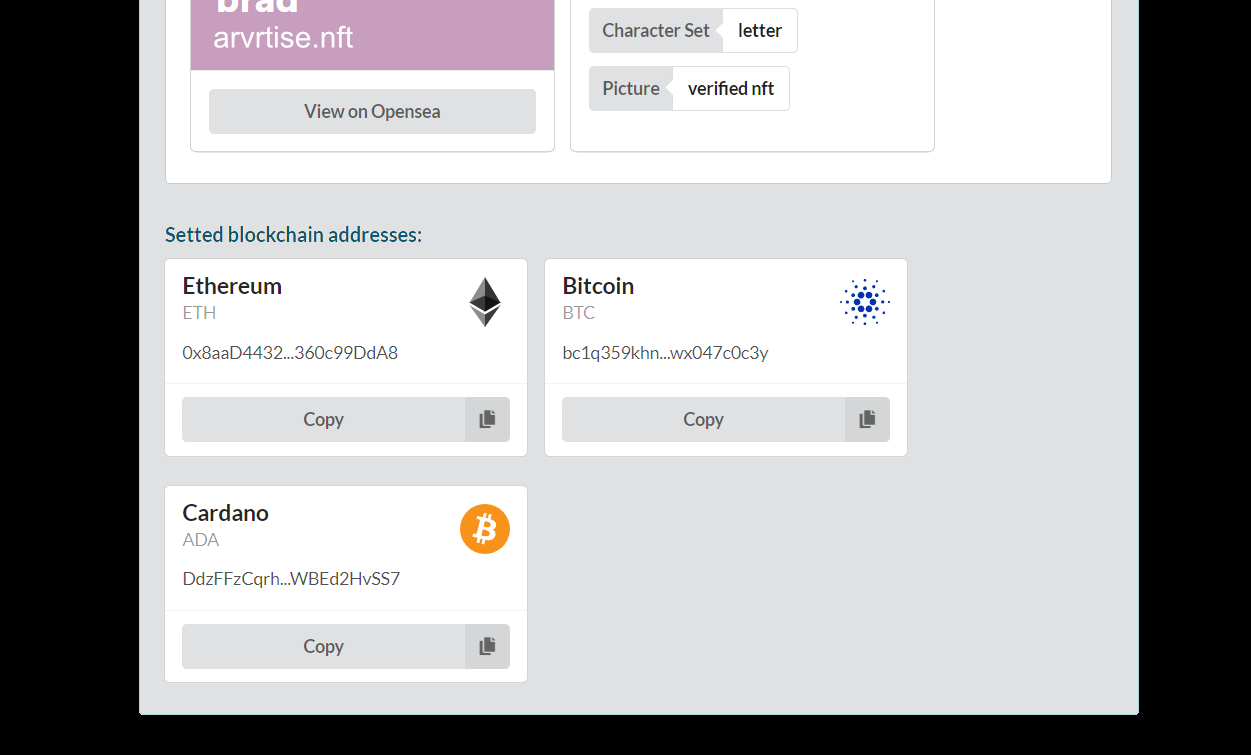 brad
arvrtise.nft
View on Opensea
Character Set letter
Picture verified nft
Setted blockchain addresses:
Ethereum
ETH
0x8aaD4432...360c99DdA8
Copy
Bitcoin
BTC
bc1q359khn...wx047c0c3y
Copy
Cardano
ADA
DdzFFzCqrh...WBEd2HvSS7
Copy